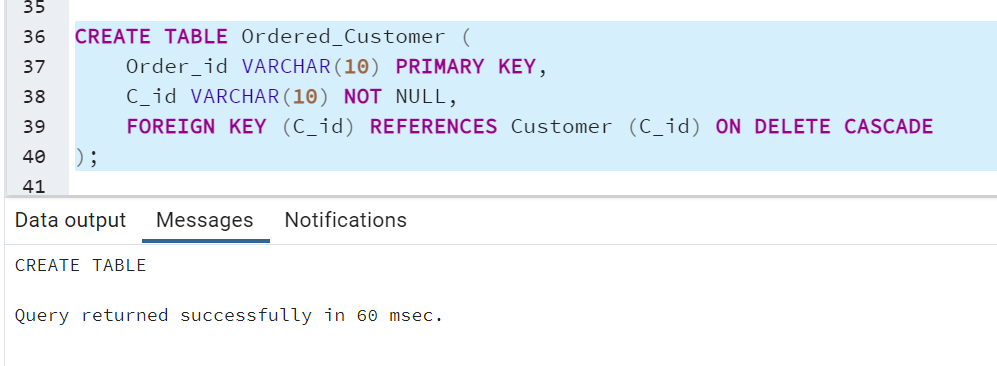 35
36 CREATE TABLE Ordered_Customer (
37 Order_id VARCHAR(10) PRIMARY KEY,
38 C_id VARCHAR(10) NOT NULL,
39 FOREIGN KEY (C_id) REFERENCES Customer (C_id) ON DELETE CASCADE
40 );
41
Data output Messages Notifications
CREATE TABLE
Query returned successfully in 60 msec.